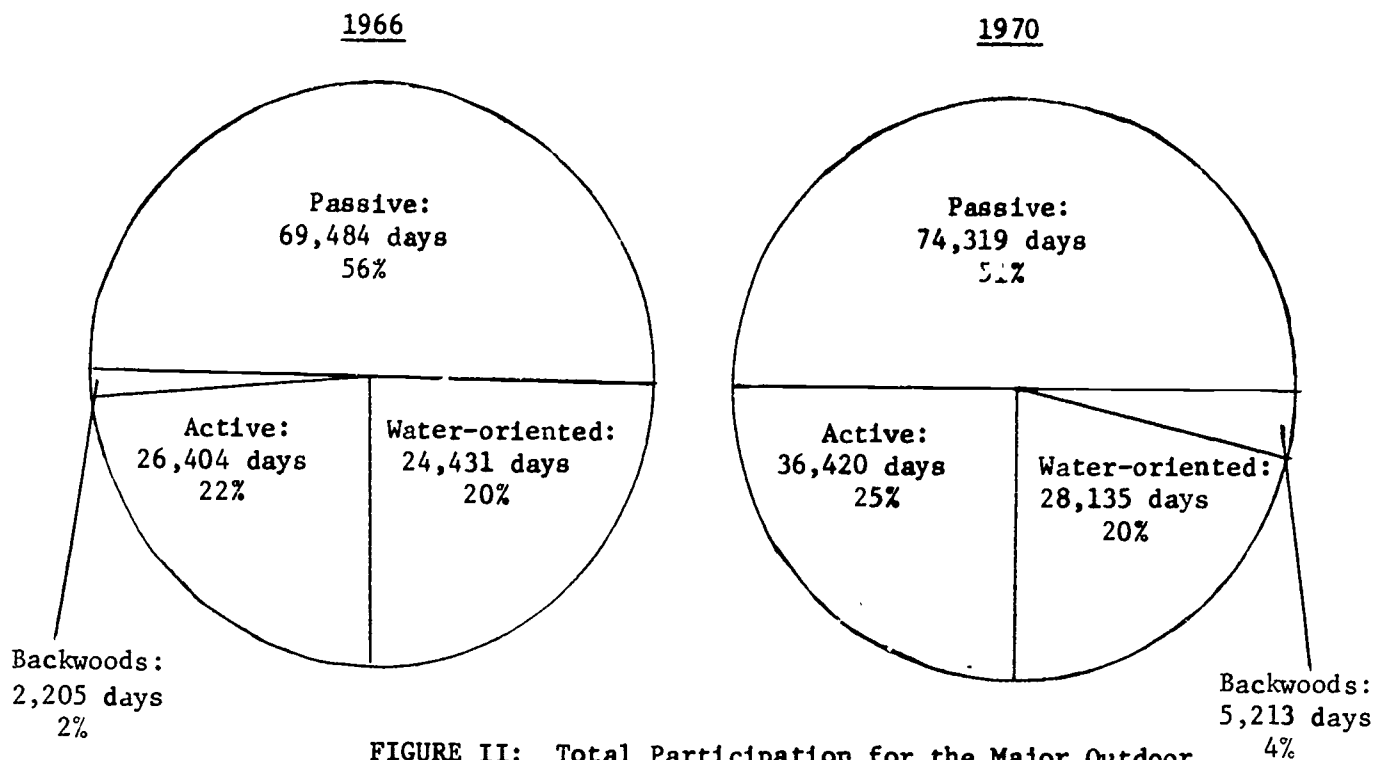 1966
Passive:
69,484 days
56%
Active:
26,404 days
22%
Water-oriented:
24,431 days
20%
Backwoods:
2,205 days
2%
1970
Passive:
74,319 days
51%
Active:
36,420 days
25%
Water-oriented:
28,135 days
20%
Backwoods:
5,213 days
4%
FIGURE II: Total Participation for the Major Outdoor